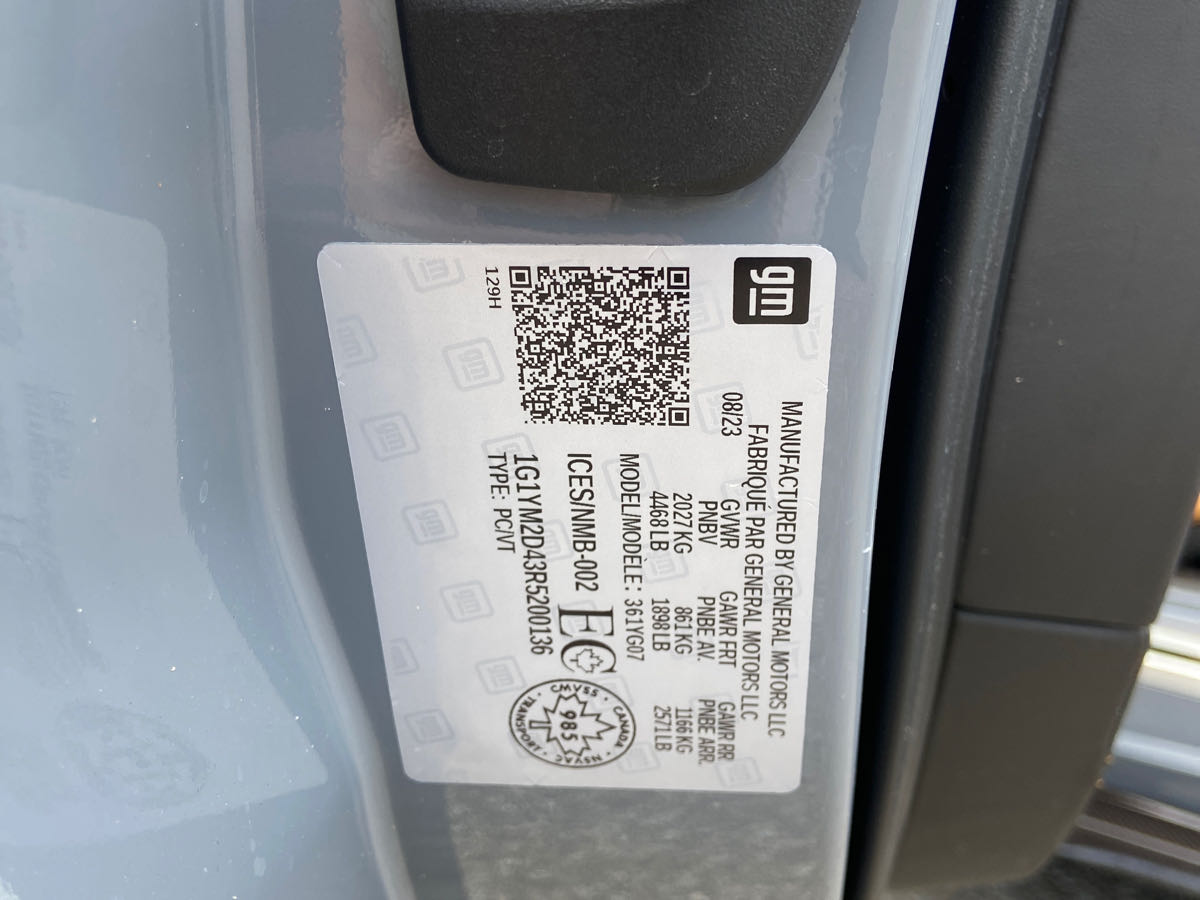 gm
MANUFACTURED BY GENERAL MOTORS LLC
FABRIQUÉ PAR GENERAL MOTORS LLC
08/23
GVWR GAWR FRT GAWR RR
PNBV PNBE AV. PNBE ARR.
2027 KG 861 KG 1166 KG
4468 LB 1898 LB 2571 LB
MODEL/MODÈLE: 361YG07
ICES/NMB-002 EC
1G1YM2D43R5200136
TYPE: PC/VT
129H
CMVSS • CANADA • NSVAC • TRANSPORT •
985
T